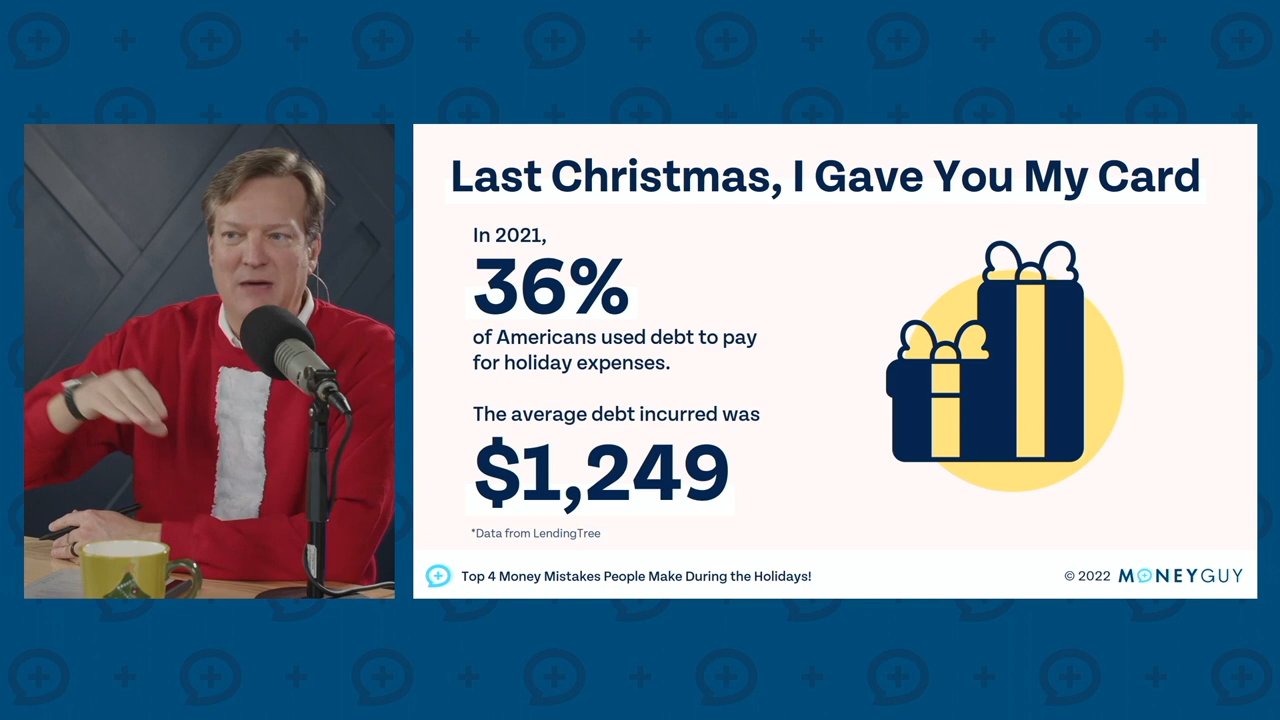 Last Christmas, I Gave You My Card
In 2021,
36%
of Americans used debt to pay
for holiday expenses.
The average debt incurred was
$1,249
*Data from LendingTree
Top 4 Money Mistakes People Make During the Holidays!
© 2022 MONEYGUY